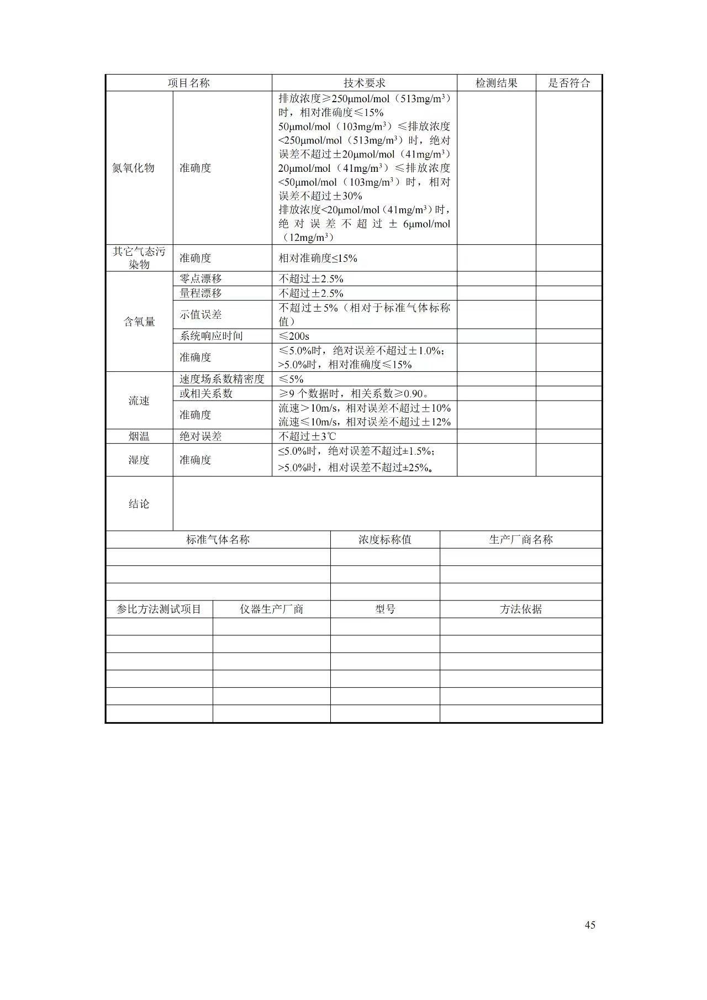 项目名称 技术要求 检测结果 是否符合
氮氧化物 准确度
排放浓度≥250μmol/mol（513mg/m³）
时，相对准确度≤15%
50μmol/mol（103mg/m³）≤排放浓度
<250μmol/mol（513mg/m³）时，绝对
误差不超过±20μmol/mol（41mg/m³）
20μmol/mol（41mg/m³）≤排放浓度
<50μmol/mol（103mg/m³）时，相对
误差不超过±30%
排放浓度<20μmol/mol（41mg/m³）时，
绝对误差不超过±6μmol/mol
（12mg/m³）
其它气态污
染物
准确度 相对准确度≤15%
含氧量
零点漂移 不超过±2.5%
量程漂移 不超过±2.5%
示值误差
不超过±5%（相对于标准气体标称
值）
系统响应时间 ≤200s
准确度
≤5.0%时，绝对误差不超过±1.0%；
>5.0%时，相对准确度≤15%
流速
速度场系数精密度 ≤5%
或相关系数 ≥9 个数据时，相关系数≥0.90。
准确度
流速＞10m/s，相对误差不超过±10%
流速≤10m/s，相对误差不超过±12%
烟温 绝对误差 不超过±3℃
湿度 准确度
≤5.0%时，绝对误差不超过±1.5%；
>5.0%时，相对误差不超过±25%。
结论
标准气体名称 浓度标称值 生产厂商名称
参比方法测试项目 仪器生产厂商 型号 方法依据
45